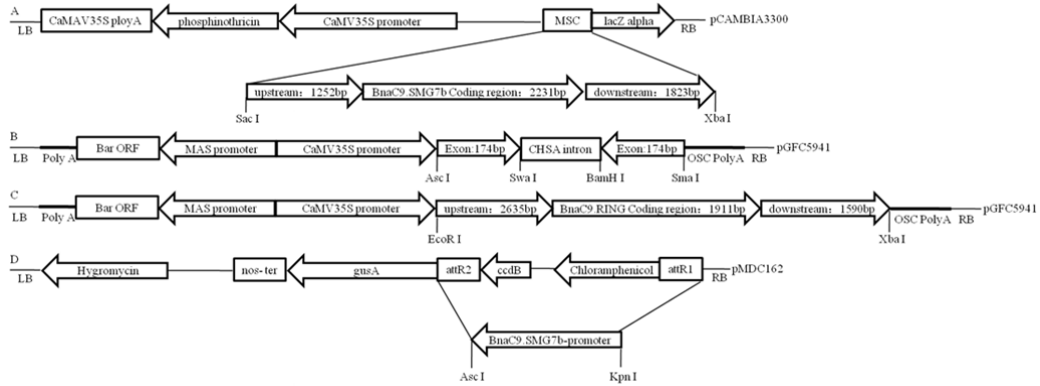 A
CaMAV35S ployA phosphinothricin CaMV35S promoter MSC lacZ alpha pCAMBIA3300
LB RB
upstream: 1252bp BnaC9.SMG7b Coding region: 2231bp downstream: 1823bp
Sac I Xba I
B
Bar ORF MAS promoter CaMV35S promoter Exon:174bp CHSA intron Exon:174bp pGFC5941
LB Poly A OSC PolyA RB
Asc I Swa I BamH I Sma I
C
Bar ORF MAS promoter CaMV35S promoter upstream: 2635bp BnaC9.RING Coding region: 1911bp downstream: 1590bp pGFC5941
LB Poly A OSC PolyA RB
EcoR I Xba I
D
Hygromycin nos-ter gusA attR2 ccdB Chloramphenicol attR1 pMDC162
LB RB
BnaC9.SMG7b-promoter
Asc I Kpn I